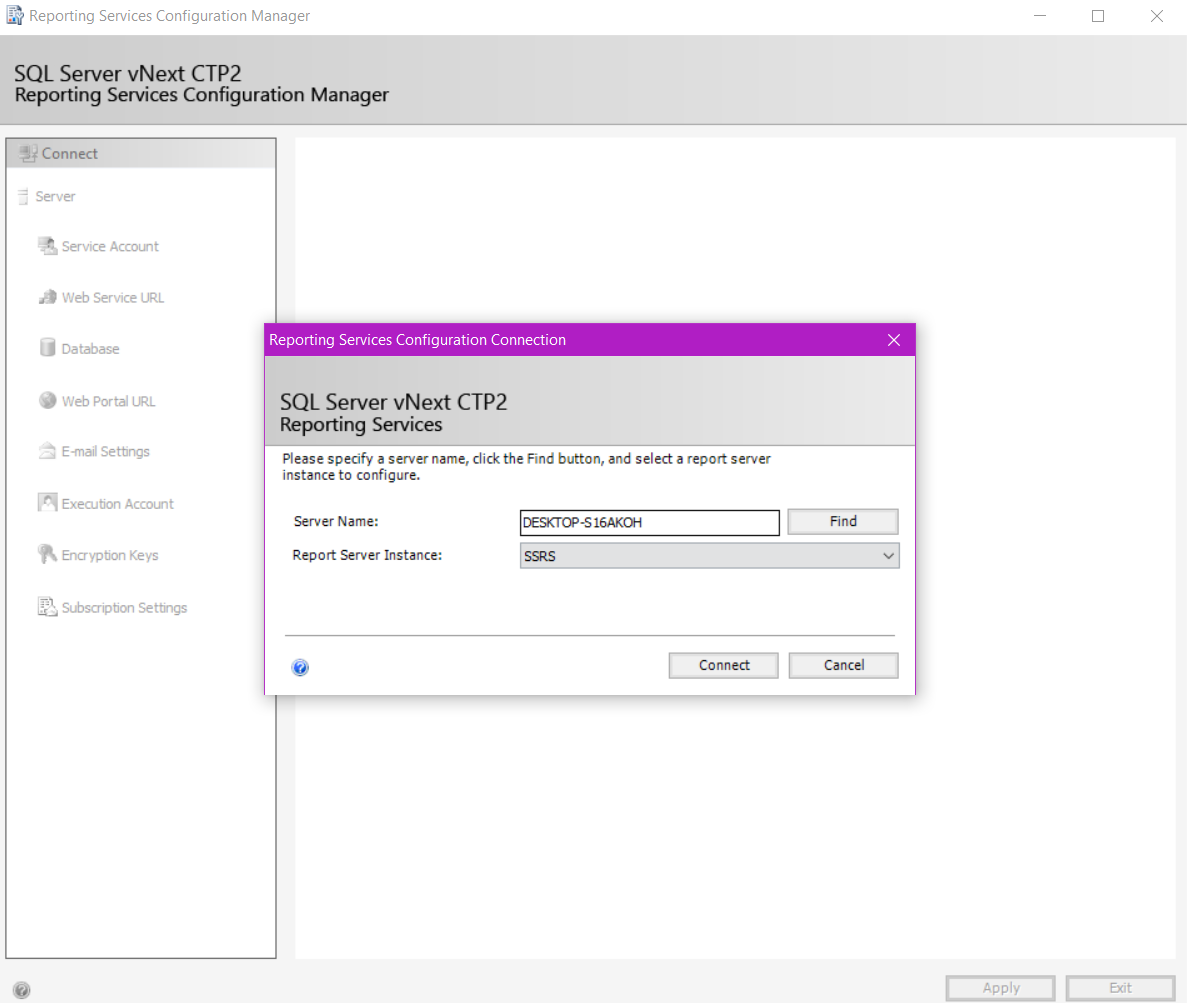 Reporting Services Configuration Manager
SQL Server vNext CTP2
Reporting Services Configuration Manager
Connect
Server
Service Account
Web Service URL
Database
Web Portal URL
E-mail Settings
Execution Account
Encryption Keys
Subscription Settings
Reporting Services Configuration Connection
SQL Server vNext CTP2
Reporting Services
Please specify a server name, click the Find button, and select a report server
instance to configure.
Server Name: DESKTOP-S16AKOH Find
Report Server Instance: SSRS
Connect Cancel
Apply Exit